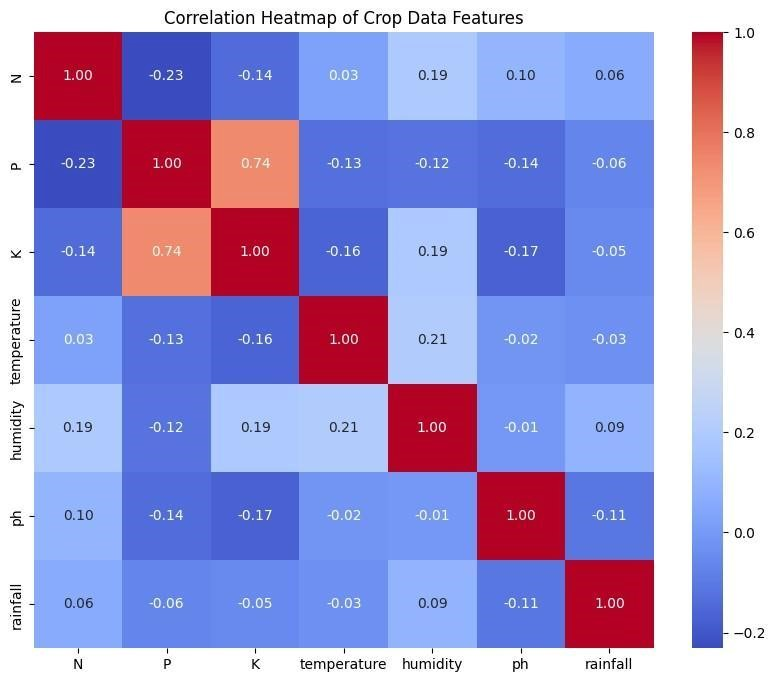 Correlation Heatmap of Crop Data Features
N 1.00 -0.23 -0.14 0.03 0.19 0.10 0.06
P -0.23 1.00 0.74 -0.13 -0.12 -0.14 -0.06
K -0.14 0.74 1.00 -0.16 0.19 -0.17 -0.05
temperature 0.03 -0.13 -0.16 1.00 0.21 -0.02 -0.03
humidity 0.19 -0.12 0.19 0.21 1.00 -0.01 0.09
ph 0.10 -0.14 -0.17 -0.02 -0.01 1.00 -0.11
rainfall 0.06 -0.06 -0.05 -0.03 0.09 -0.11 1.00
N P K temperature humidity ph rainfall
1.0
0.8
0.6
0.4
0.2
0.0
−0.2